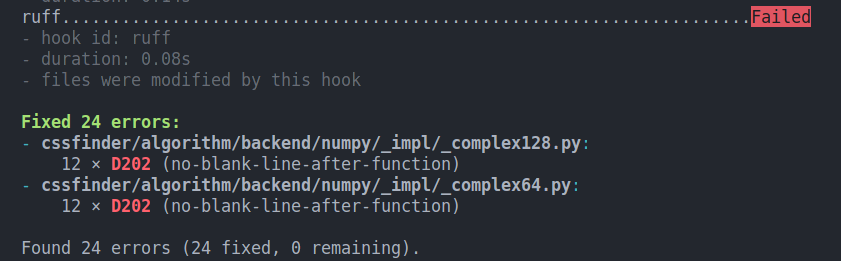 ruff.....................................................................Failed
- hook id: ruff
- duration: 0.08s
- files were modified by this hook
Fixed 24 errors:
- cssfinder/algorithm/backend/numpy/_impl/_complex128.py:
12 × D202 (no-blank-line-after-function)
- cssfinder/algorithm/backend/numpy/_impl/_complex64.py:
12 × D202 (no-blank-line-after-function)
Found 24 errors (24 fixed, 0 remaining).